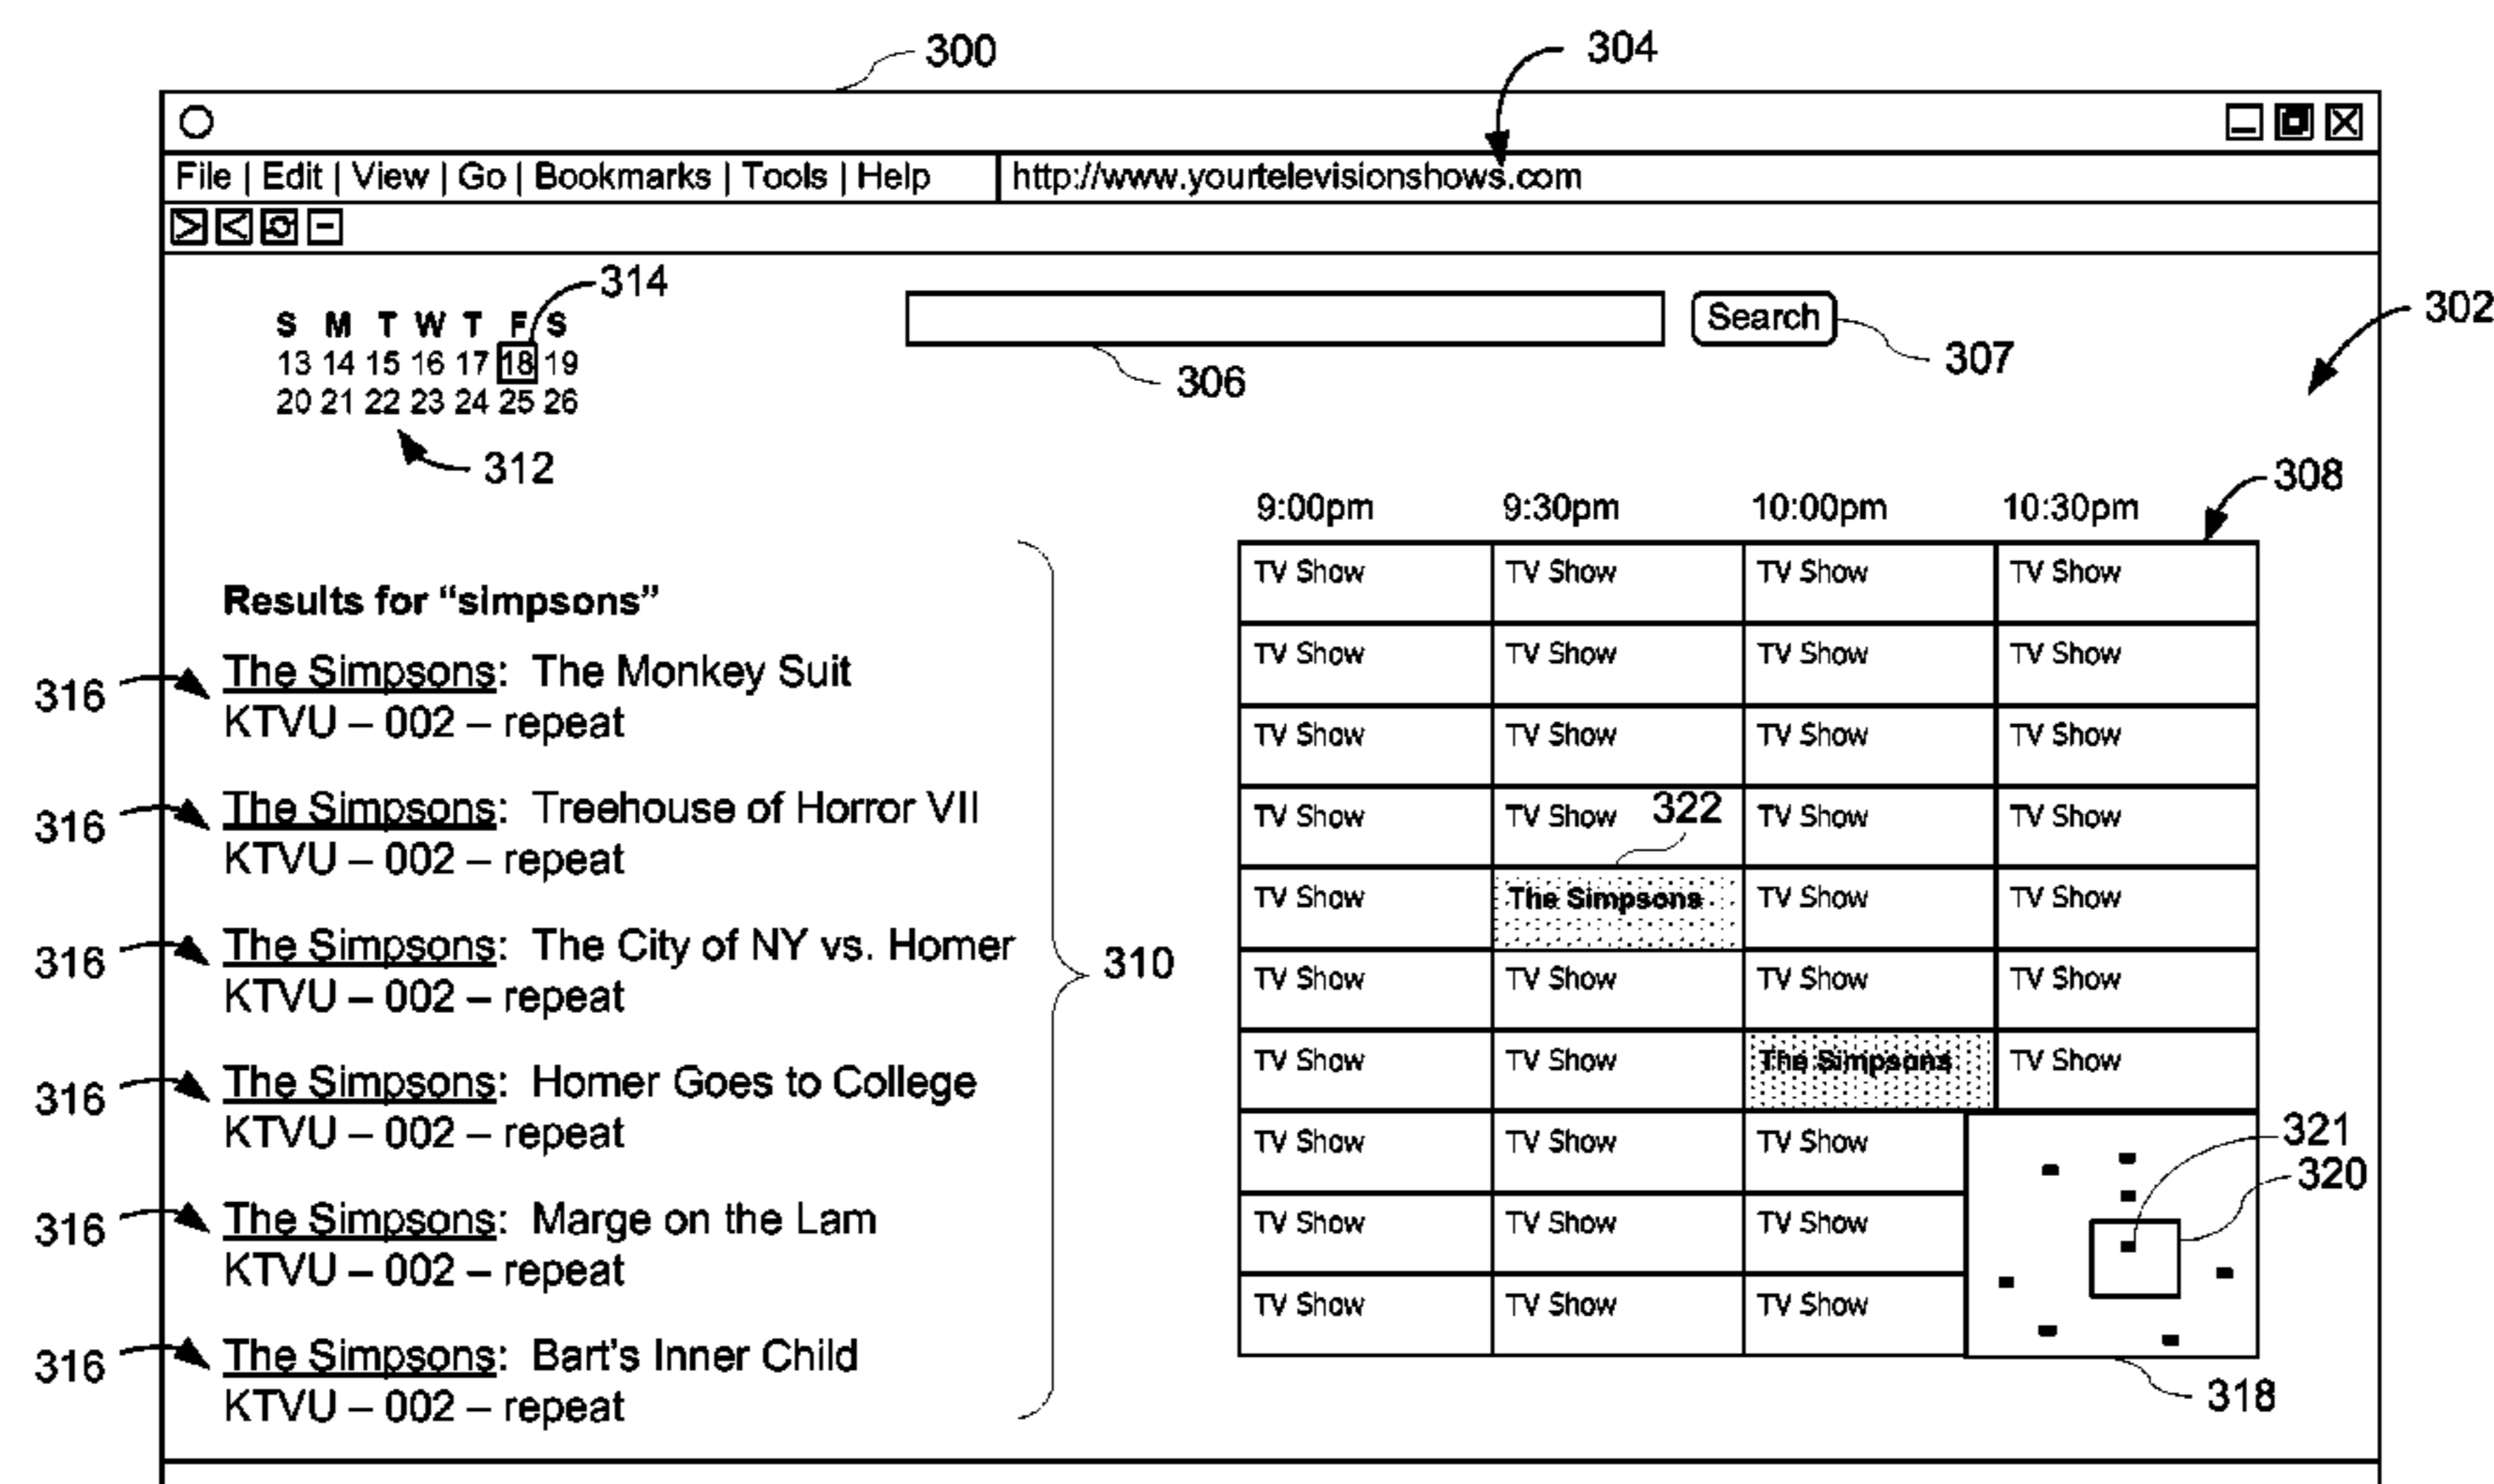 300
304
File | Edit | View | Go | Bookmarks | Tools | Help
http://www.yourtelevisionshows.com
314
302
S M T W T F S
13 14 15 16 17 18 19
20 21 22 23 24 25 26
Search
307
306
312
308
9:00pm 9:30pm 10:00pm 10:30pm
Results for “simpsons”
316
The Simpsons: The Monkey Suit
KTVU – 002 – repeat
316
The Simpsons: Treehouse of Horror VII
KTVU – 002 – repeat
316
The Simpsons: The City of NY vs. Homer
KTVU – 002 – repeat
316
The Simpsons: Homer Goes to College
KTVU – 002 – repeat
316
The Simpsons: Marge on the Lam
KTVU – 002 – repeat
316
The Simpsons: Bart’s Inner Child
KTVU – 002 – repeat
310
TV Show TV Show TV Show TV Show
TV Show TV Show TV Show TV Show
TV Show TV Show TV Show TV Show
TV Show TV Show 322 TV Show TV Show
TV Show The Simpsons TV Show TV Show
TV Show TV Show TV Show TV Show
TV Show TV Show The Simpsons TV Show
TV Show TV Show TV Show
TV Show TV Show TV Show
TV Show TV Show TV Show
321
320
318